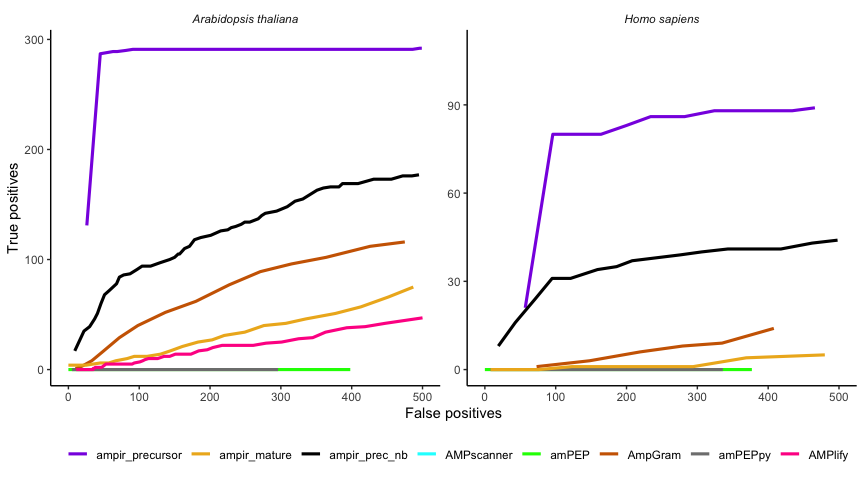 Arabidopsis thaliana
Homo sapiens
True positives
300
200
100
0
90
60
30
0
0 100 200 300 400 500
0 100 200 300 400 500
False positives
ampir_precursor ampir_mature ampir_prec_nb AMPscanner amPEP AmpGram amPEPpy AMPlify